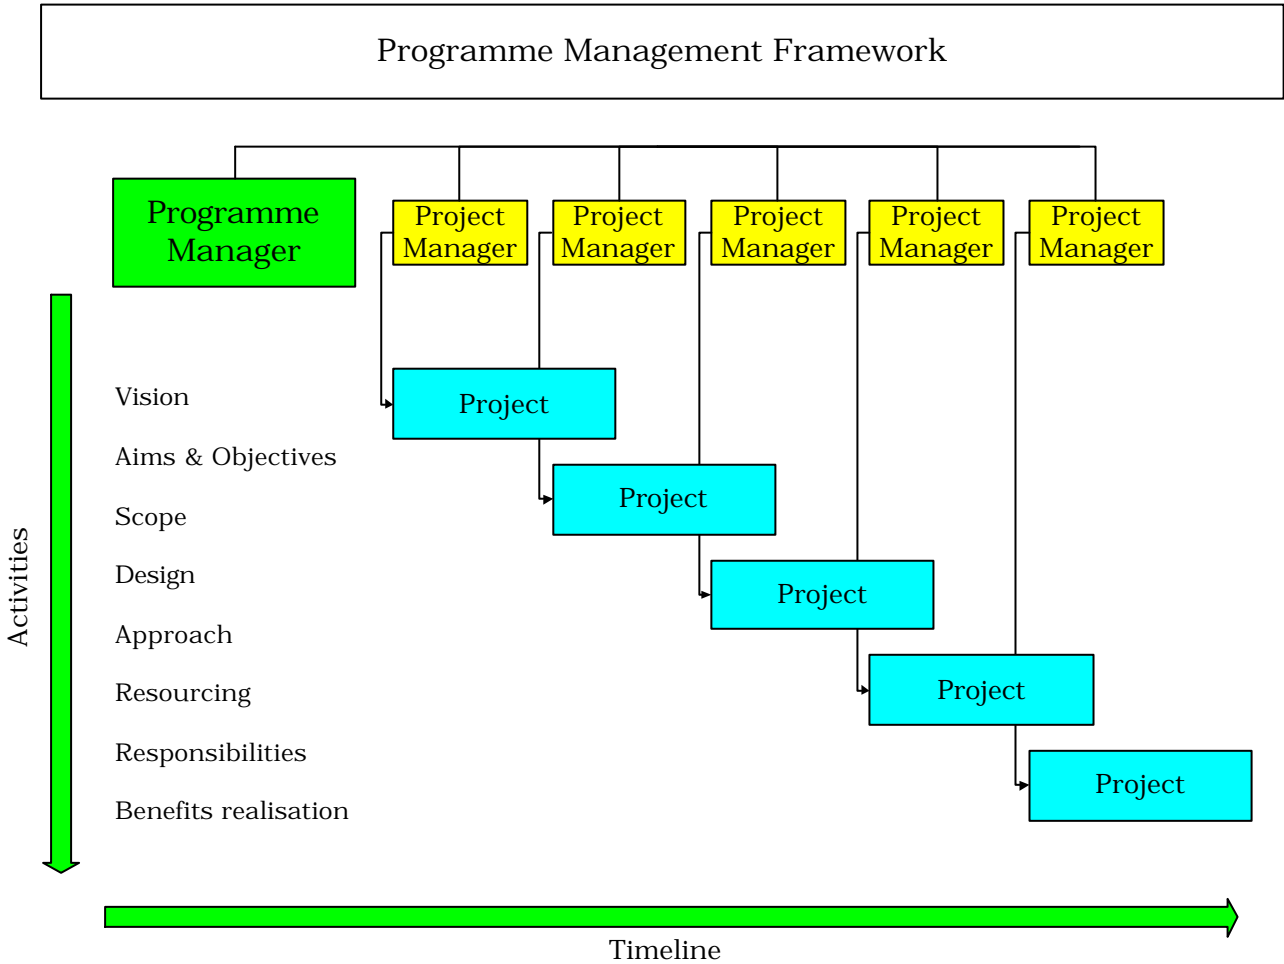 Programme Management Framework
Programme
Manager
Project
Manager
Project
Manager
Project
Manager
Project
Manager
Project
Manager
Activities
Vision
Aims & Objectives
Scope
Design
Approach
Resourcing
Responsibilities
Benefits realisation
Project
Project
Project
Project
Project
Timeline